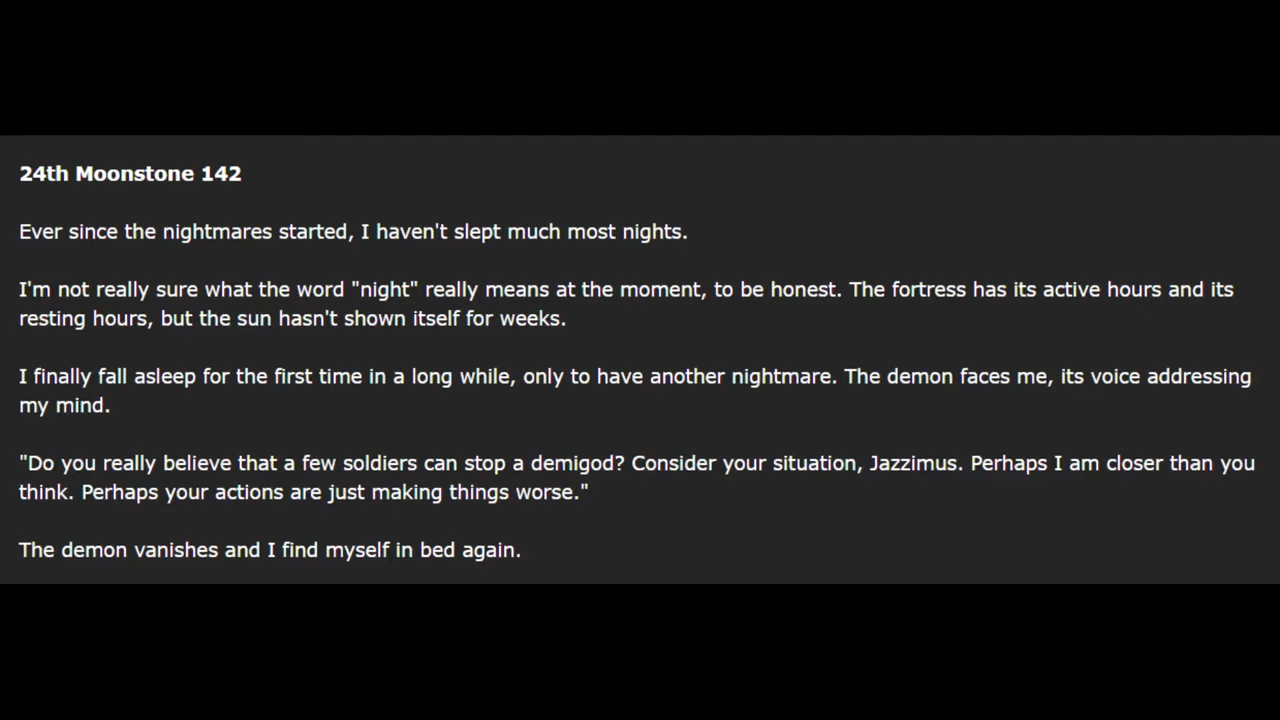 24th Moonstone 142
Ever since the nightmares started, I haven't slept much most nights.
I'm not really sure what the word "night" really means at the moment, to be honest. The fortress has its active hours and its
resting hours, but the sun hasn't shown itself for weeks.
I finally fall asleep for the first time in a long while, only to have another nightmare. The demon faces me, its voice addressing
my mind.
"Do you really believe that a few soldiers can stop a demigod? Consider your situation, Jazzimus. Perhaps I am closer than you
think. Perhaps your actions are just making things worse."
The demon vanishes and I find myself in bed again.